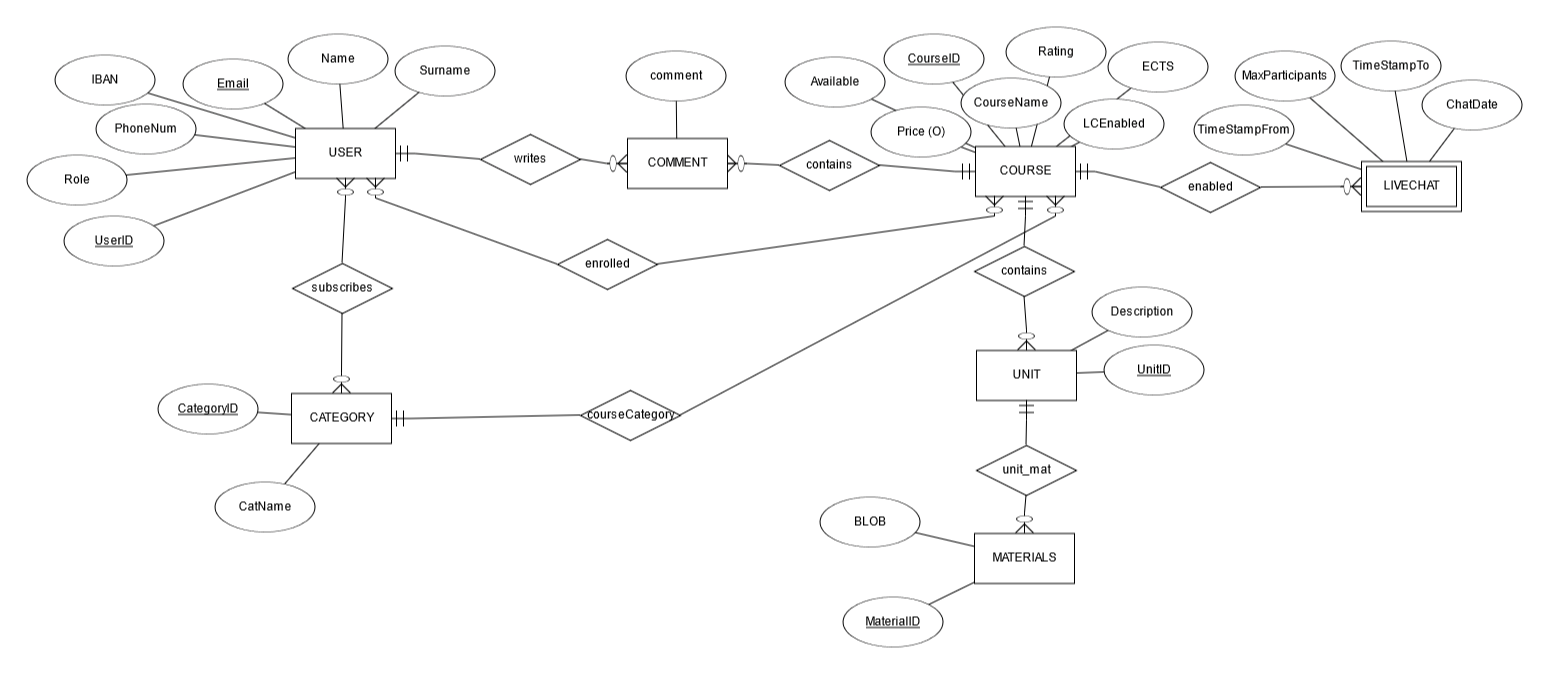 Name
Surname
IBAN
Email
PhoneNum
USER
Role
UserID
comment
writes
COMMENT
contains
Available
CourseID
Rating
ECTS
CourseName
Price (O)
LCEnabled
COURSE
MaxParticipants
TimeStampTo
ChatDate
TimeStampFrom
enabled
LIVECHAT
subscribes
enrolled
contains
Description
UnitID
UNIT
CategoryID
CATEGORY
courseCategory
CatName
unit_mat
BLOB
MATERIALS
MaterialID